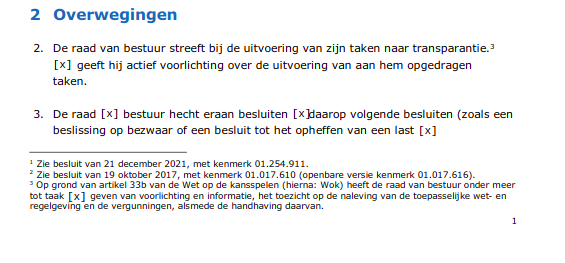 2 Overwegingen
2. De raad van bestuur streeft bij de uitvoering van zijn taken naar transparantie.³
[x] geeft hij actief voorlichting over de uitvoering van aan hem opgedragen
taken.
3. De raad [x] bestuur hecht eraan besluiten [x]daarop volgende besluiten (zoals een
beslissing op bezwaar of een besluit tot het opheffen van een last [x]
¹ Zie besluit van 21 december 2021, met kenmerk 01.254.911.
² Zie besluit van 19 oktober 2017, met kenmerk 01.017.610 (openbare versie kenmerk 01.017.616).
³ Op grond van artikel 33b van de Wet op de kansspelen (hierna: Wok) heeft de raad van bestuur onder meer
tot taak [x] geven van voorlichting en informatie, het toezicht op de naleving van de toepasselijke wet- en
regelgeving en de vergunningen, alsmede de handhaving daarvan.
1